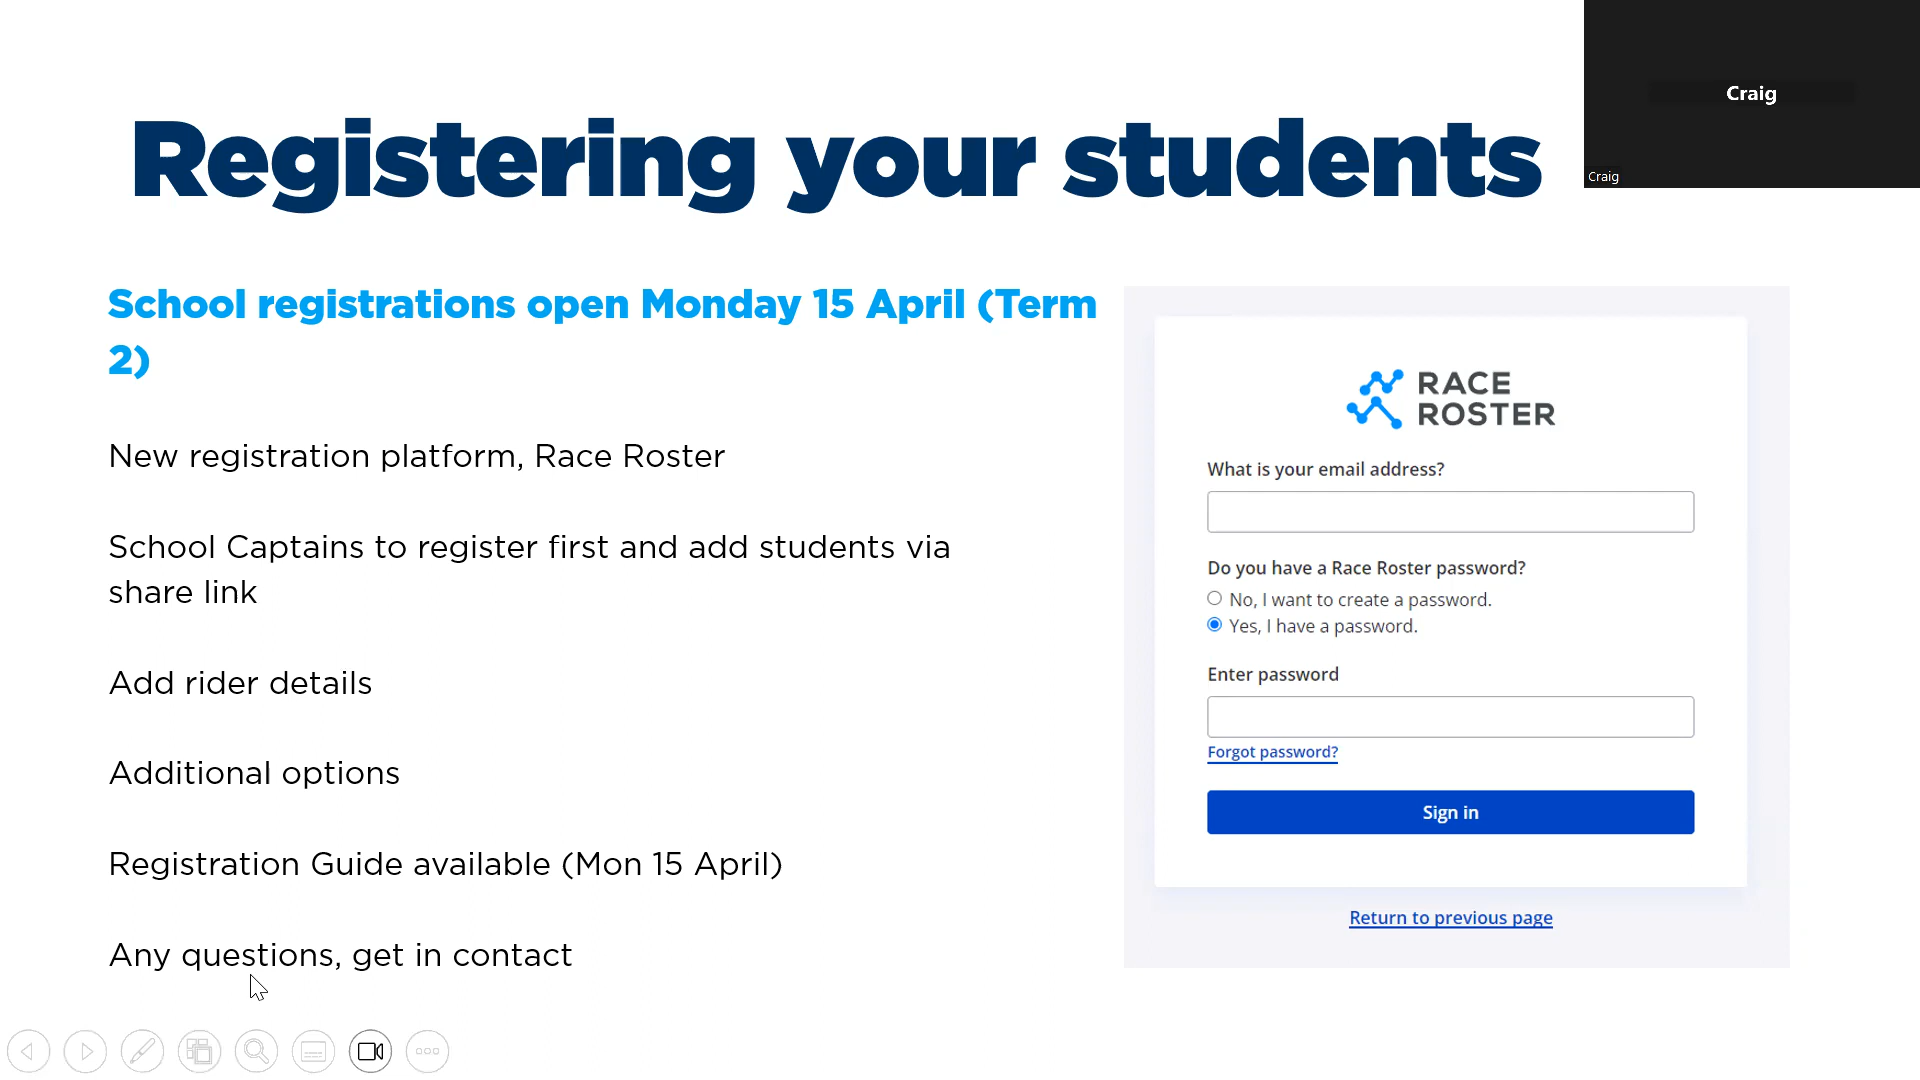 Craig
Craig
Registering your students
School registrations open Monday 15 April (Term
2)
New registration platform, Race Roster
School Captains to register first and add students via
share link
Add rider details
Additional options
Registration Guide available (Mon 15 April)
Any questions, get in contact
RACE
ROSTER
What is your email address?
Do you have a Race Roster password?
No, I want to create a password.
Yes, I have a password.
Enter password
Forgot password?
Sign in
Return to previous page